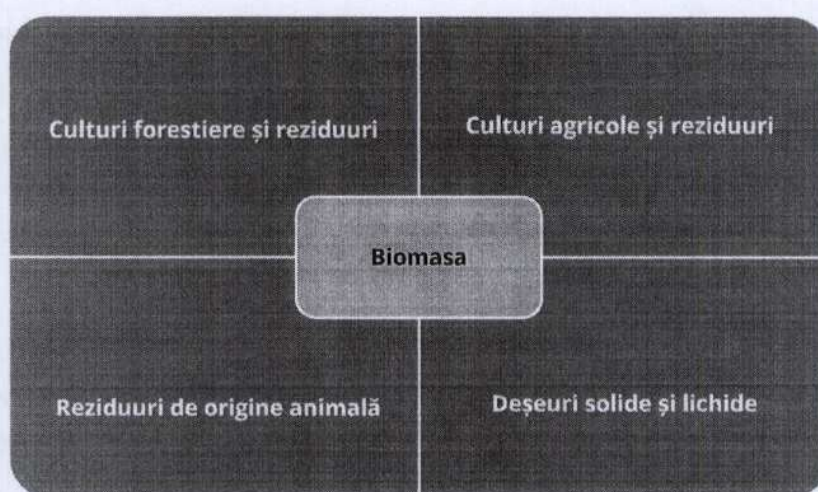 Culturi forestiere și reziduuri
Culturi agricole și reziduuri
Biomasa
Reziduuri de origine animală
Deșeuri solide și lichide